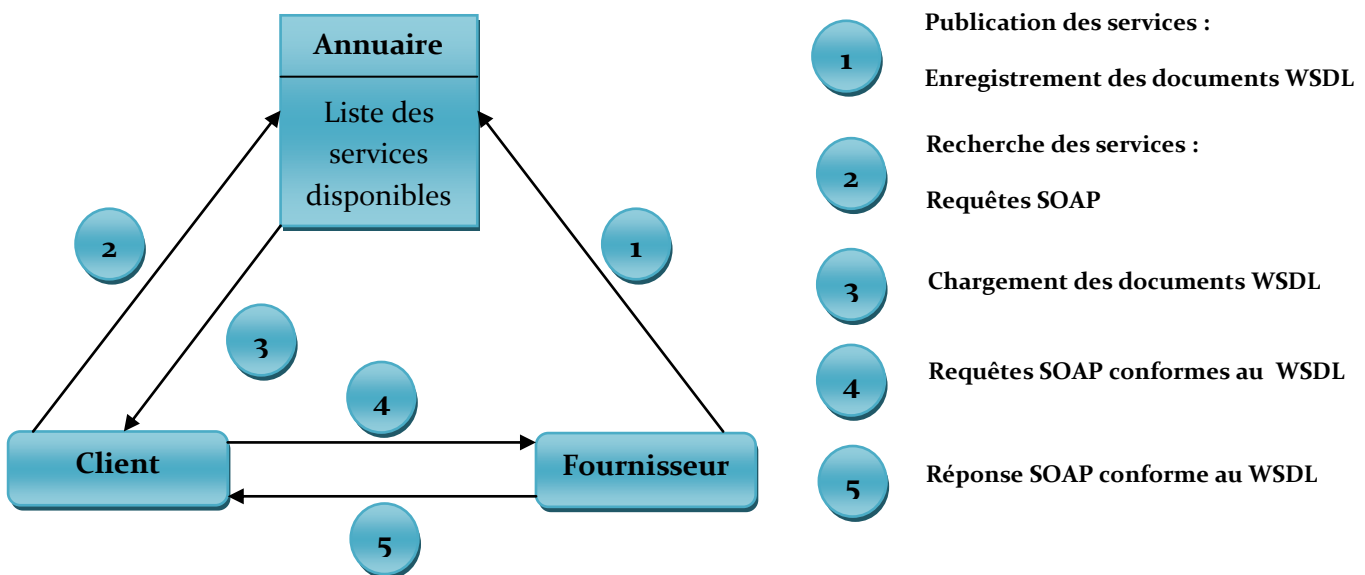 Annuaire
Liste des
services
disponibles
2
1
3
4
Client
Fournisseur
5
1
Publication des services :
Enregistrement des documents WSDL
2
Recherche des services :
Requêtes SOAP
3
Chargement des documents WSDL
4
Requêtes SOAP conformes au WSDL
5
Réponse SOAP conforme au WSDL